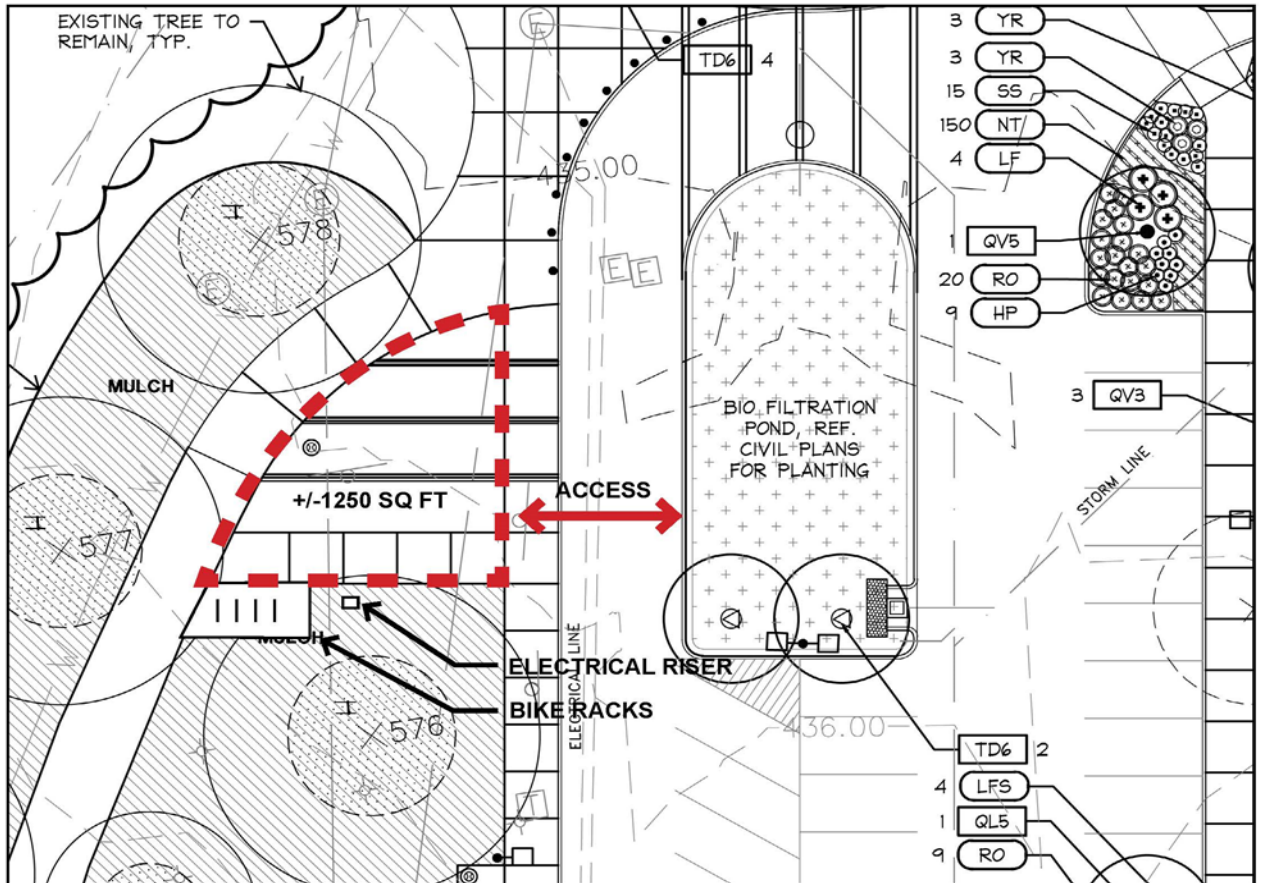 EXISTING TREE TO
REMAIN, TYP.
TD6 4
3 YR
3 YR
15 SS
150 NT
4 LF
1 QV5
20 RO
9 HP
3 QV3
435.00
E
E E
578
MULCH
577
+/-1250 SQ FT
ACCESS
BIO FILTRATION
POND, REF.
CIVIL PLANS
FOR PLANTING
STORM LINE
MULCH
ELECTRICAL RISER
BIKE RACKS
ELECTRICAL LINE
576
436.00
T
TD6 2
4 LFS
1 QL5
9 RO